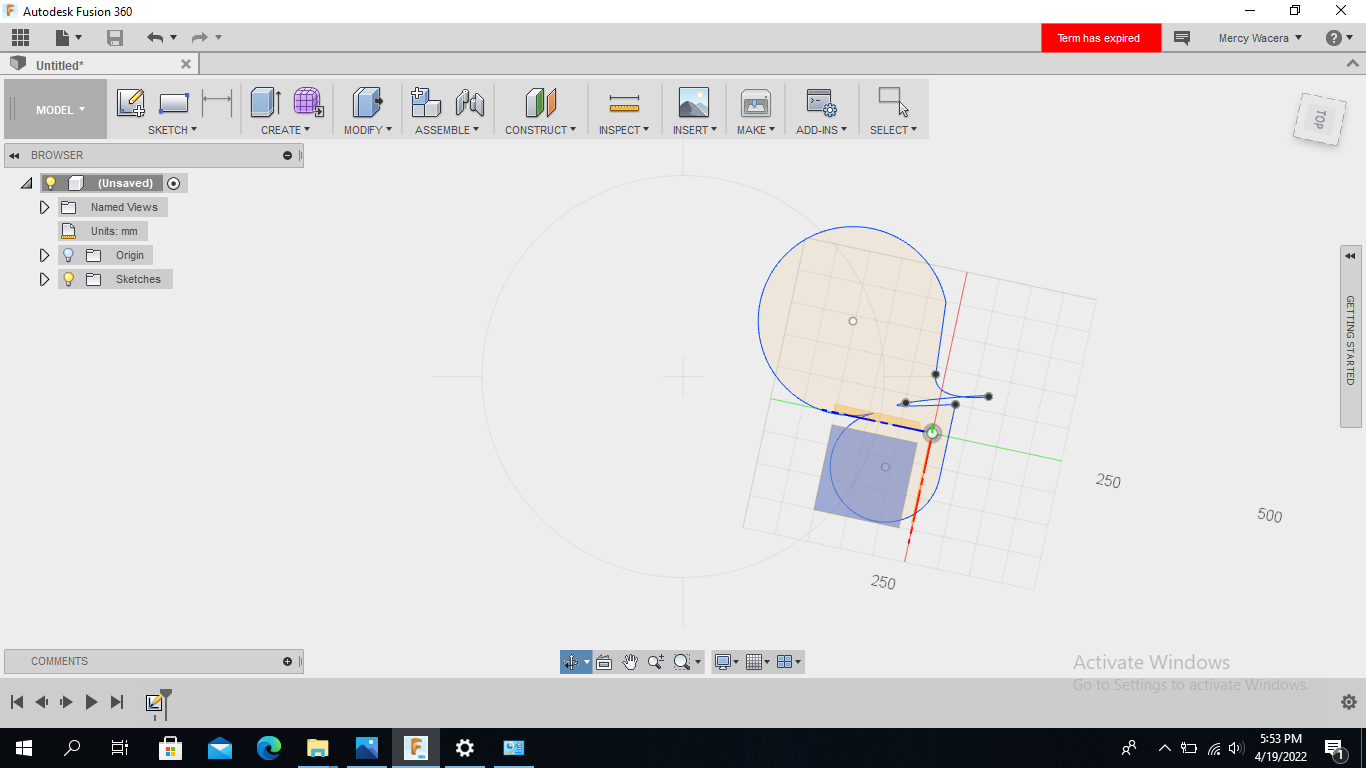 Autodesk Fusion 360
Term has expired
Mercy Wacera
Untitled*
MODEL
SKETCH
CREATE
MODIFY
ASSEMBLE
CONSTRUCT
INSPECT
INSERT
MAKE
ADD-INS
SELECT
TOP
BROWSER
(Unsaved)
Named Views
Units: mm
Origin
Sketches
GETTING STARTED
250
500
250
COMMENTS
Activate Windows
Go to Settings to activate Windows.
5:53 PM
4/19/2022
1